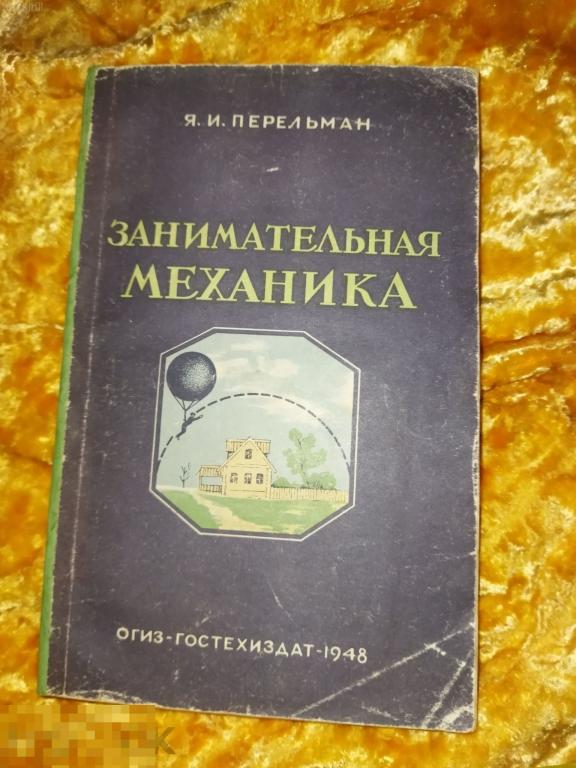 Я. И. ПЕРЕЛЬМАН
ЗАНИМАТЕЛЬНАЯ
МЕХАНИКА
ОГИЗ-ГОСТЕХИЗДАТ-1948